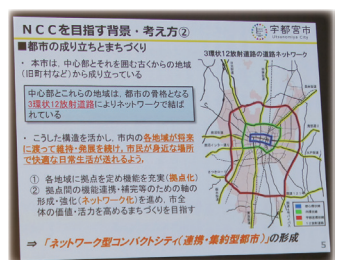 NCCを目指す背景・考え方②
宇都宮市
■都市の成り立ちとまちづくり
・ 本市は、中心部とそれを囲む古くからの地域
(旧町村など)から成り立っている
中心部とこれらの地域は、都市の骨格となる
3環状12放射道路によりネットワークで結ば
れている
・ こうした構造を活かし、市内の各地域が将来
に渡って維持・発展を続け、市民が身近な場所
で快適な日常生活が送れるよう、
① 各地域に拠点を定め機能を充実(拠点化)
② 拠点間の機能連携・補完等のための軸の
形成・強化(ネットワーク化)を進め、市全
体の価値・活力を高めるまちづくりを目指す
3環状12放射道路の道路ネットワーク
⇒ 「ネットワーク型コンパクトシティ(連携・集約型都市)」の形成
5